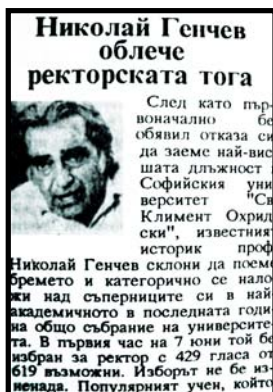 Николай Генчев
облече
ректорската тога
След като пър-
воначално бе
обявил отказа си
да заеме най-вис-
шата длъжност в
Софийския уни-
верситет "Св.
Климент Охрид-
ски", известният
историк проф.
Николай Генчев склони да поеме
бремето и категорично се нало-
жи над съперниците си в най-
академичното в последната годи-
на общо събрание на университе-
та. В първия час на 7 юни той бе
избран за ректор с 429 гласа от
619 възможни. Изборът не бе из-
ненада. Популярният учен, който